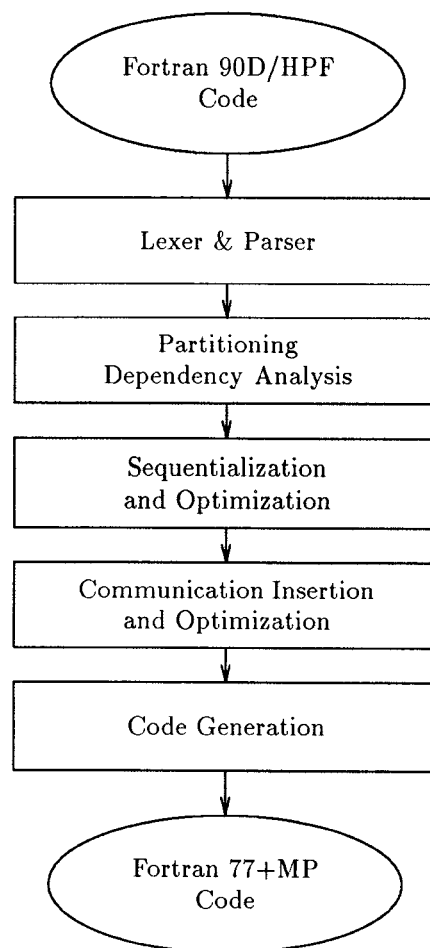 Fortran 90D/HPF
Code
Lexer & Parser
Partitioning
Dependency Analysis
Sequentialization
and Optimization
Communication Insertion
and Optimization
Code Generation
Fortran 77+MP
Code